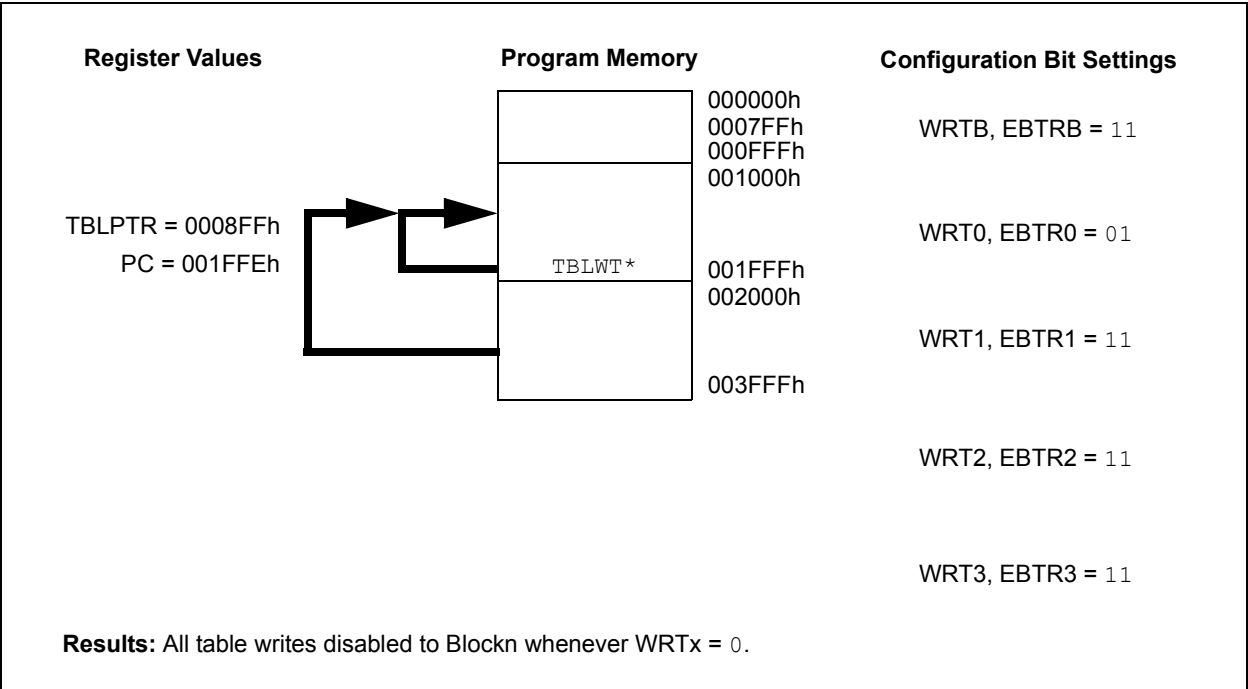 Register Values
Program Memory
Configuration Bit Settings
000000h
0007FFh
WRTB, EBTRB = 11
000FFFh
001000h
TBLPTR = 0008FFh
WRT0, EBTR0 = 01
PC = 001FFEh
TBLWT*
001FFFh
002000h
WRT1, EBTR1 = 11
003FFFh
WRT2, EBTR2 = 11
WRT3, EBTR3 = 11
Results: All table writes disabled to Blockn whenever WRTx = 0.